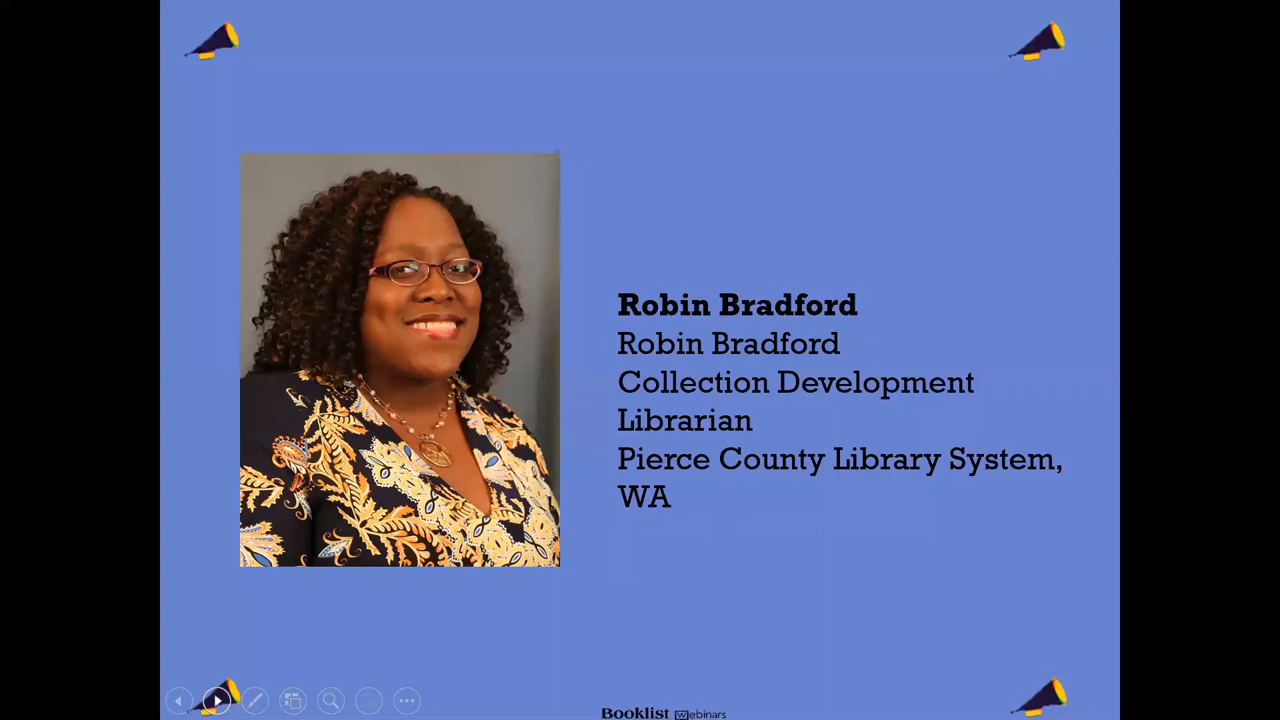 Robin Bradford
Robin Bradford
Collection Development
Librarian
Pierce County Library System,
WA
Booklist Webinars